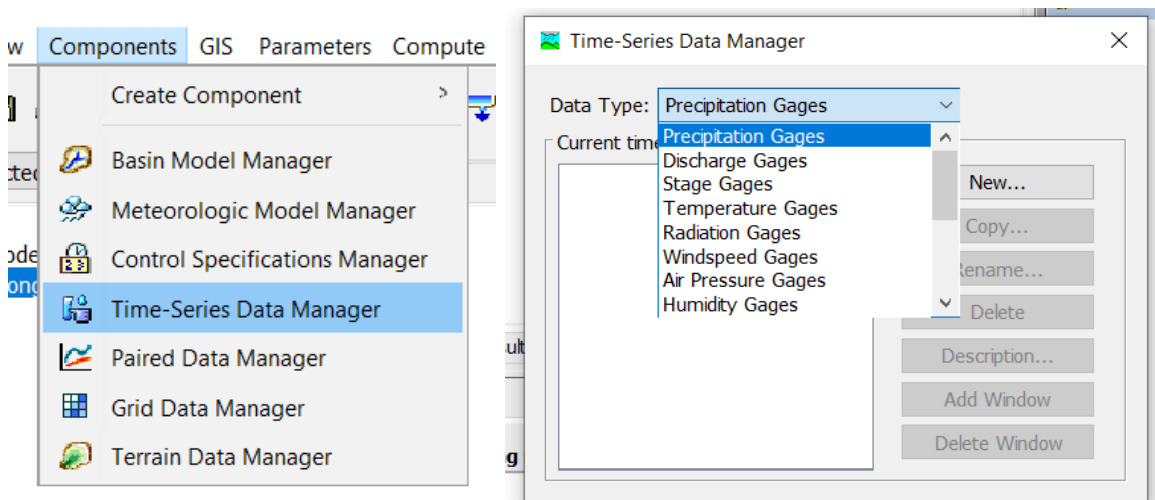 w Components GIS Parameters Compute
Create Component >
Basin Model Manager
Meteorologic Model Manager
Control Specifications Manager
Time-Series Data Manager
Paired Data Manager
Grid Data Manager
Terrain Data Manager
Time-Series Data Manager
Data Type: Precipitation Gages
Current time
Precipitation Gages
Discharge Gages
Stage Gages
Temperature Gages
Radiation Gages
Windspeed Gages
Air Pressure Gages
Humidity Gages
New...
Copy...
Rename...
Delete
Description...
Add Window
Delete Window